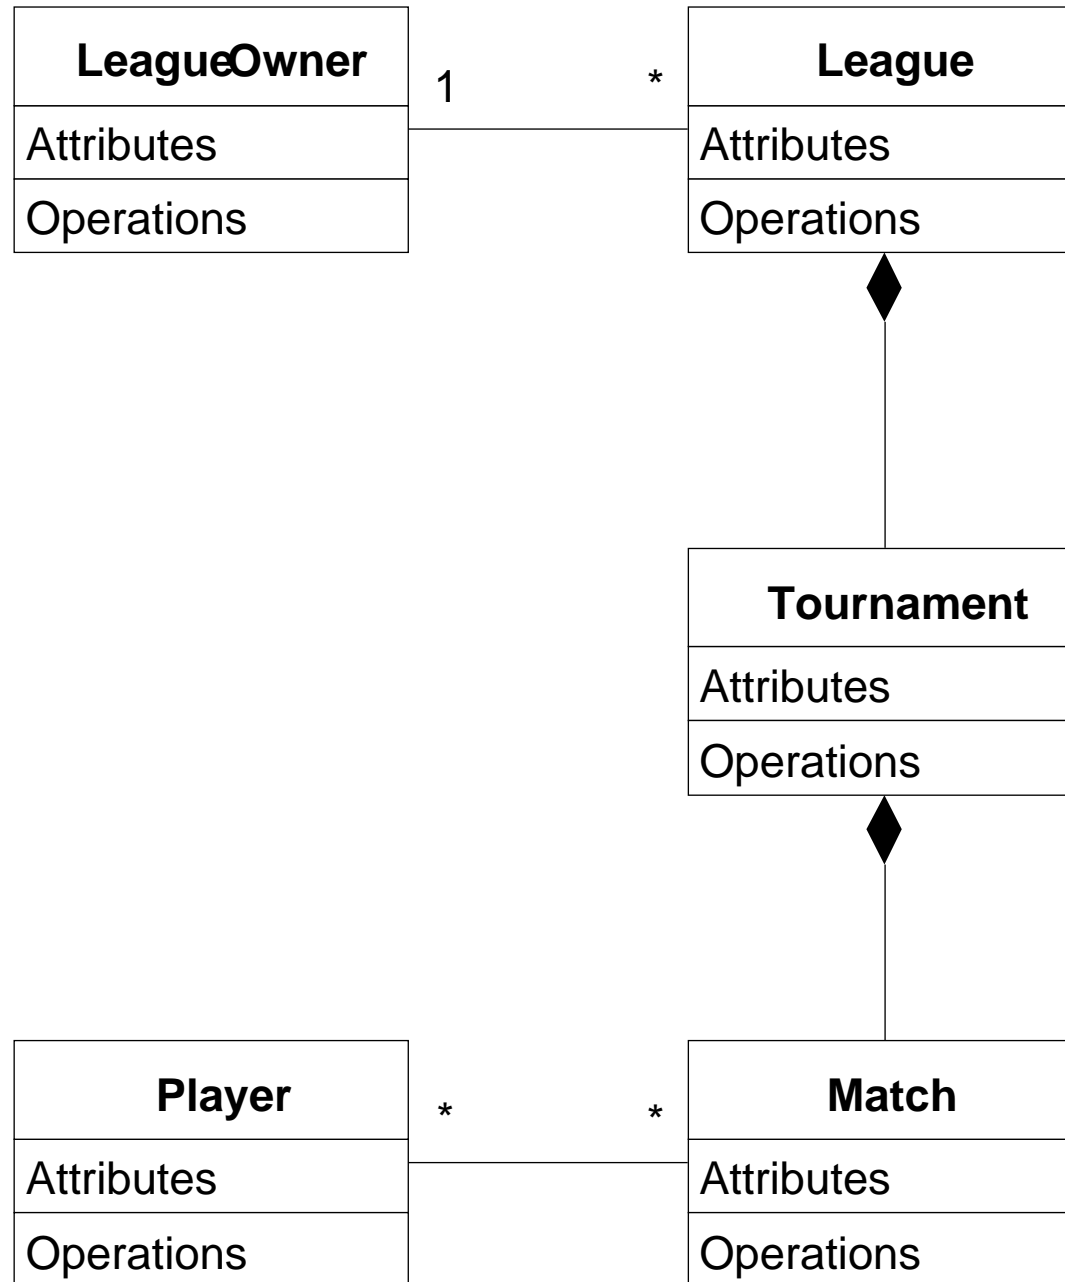 LeagueOwner
1
*
League
Attributes
Attributes
Operations
Operations
Tournament
Attributes
Operations
Player
*
*
Match
Attributes
Attributes
Operations
Operations